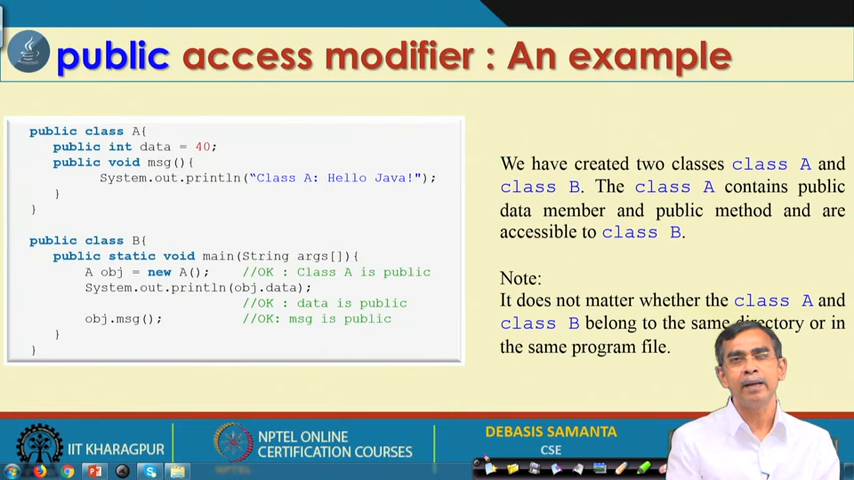 public access modifier : An example
public class A{
public int data = 40;
public void msg(){
System.out.println("Class A: Hello Java!");
}
}
public class B{
public static void main(String args[]){
A obj = new A(); //OK : Class A is public
System.out.println(obj.data);
//OK : data is public
obj.msg(); //OK: msg is public
}
}
We have created two classes class A and
class B. The class A contains public
data member and public method and are
accessible to class B.
Note:
It does not matter whether the class A and
class B belong to the same directory or in
the same program file.
IIT KHARAGPUR
NPTEL ONLINE
CERTIFICATION COURSES
DEBASIS SAMANTA
CSE